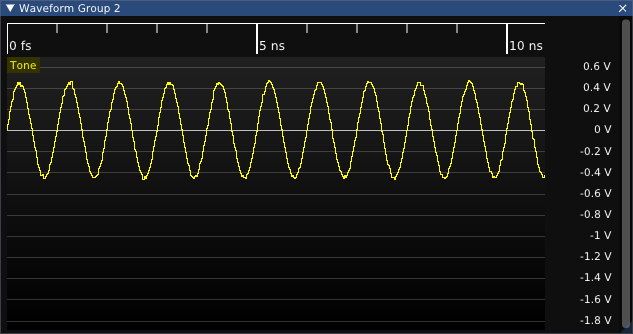 Waveform Group 2
0 fs
5 ns
10 ns
Tone
0.6 V
0.4 V
0.2 V
0 V
-0.2 V
-0.4 V
-0.6 V
-0.8 V
-1 V
-1.2 V
-1.4 V
-1.6 V
-1.8 V